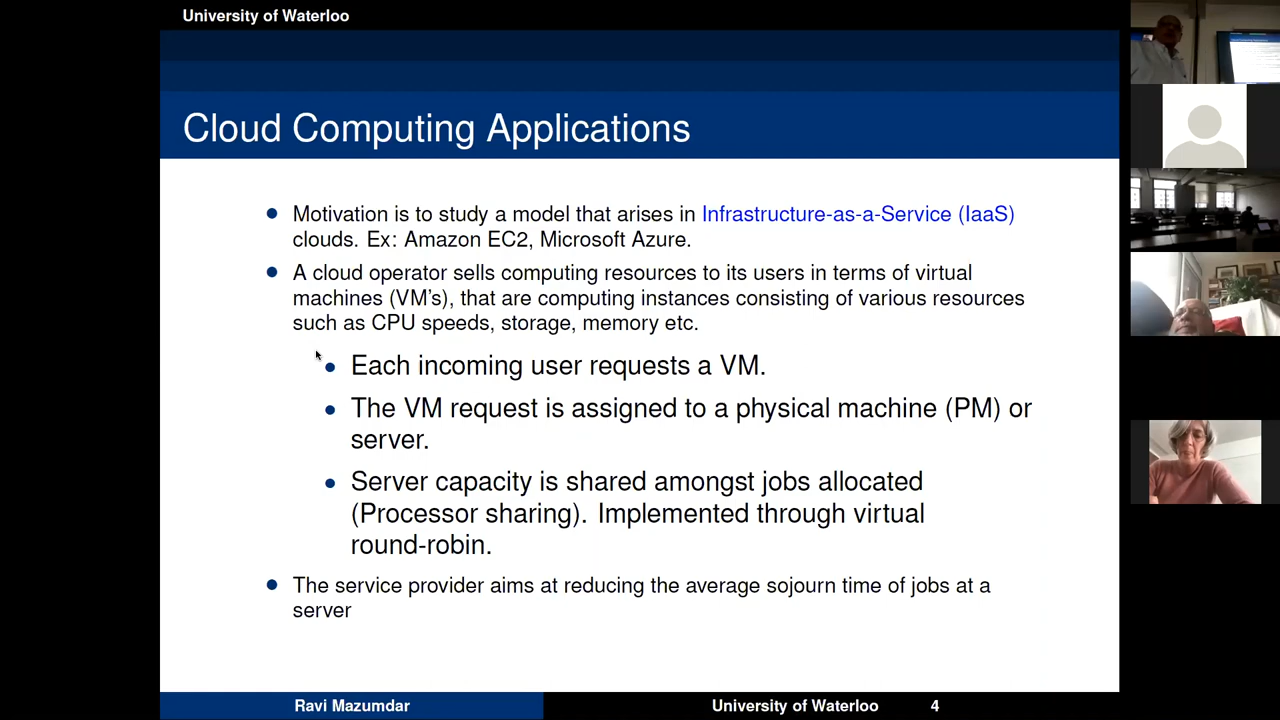 University of Waterloo
Cloud Computing Applications
Motivation is to study a model that arises in Infrastructure-as-a-Service (IaaS)
clouds. Ex: Amazon EC2, Microsoft Azure.
A cloud operator sells computing resources to its users in terms of virtual
machines (VM's), that are computing instances consisting of various resources
such as CPU speeds, storage, memory etc.
Each incoming user requests a VM.
The VM request is assigned to a physical machine (PM) or
server.
Server capacity is shared amongst jobs allocated
(Processor sharing). Implemented through virtual
round-robin.
The service provider aims at reducing the average sojourn time of jobs at a
server
Ravi Mazumdar
University of Waterloo 4